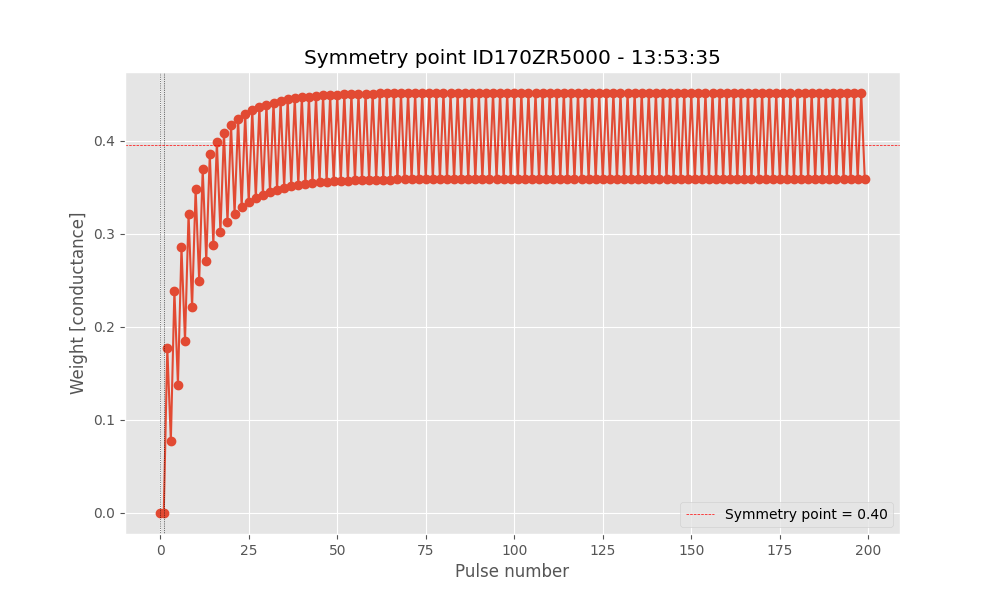 Symmetry point ID170ZR5000 - 13:53:35
Weight [conductance]
0.4
0.3
0.2
0.1
0.0
Symmetry point = 0.40
0 25 50 75 100 125 150 175 200
Pulse number